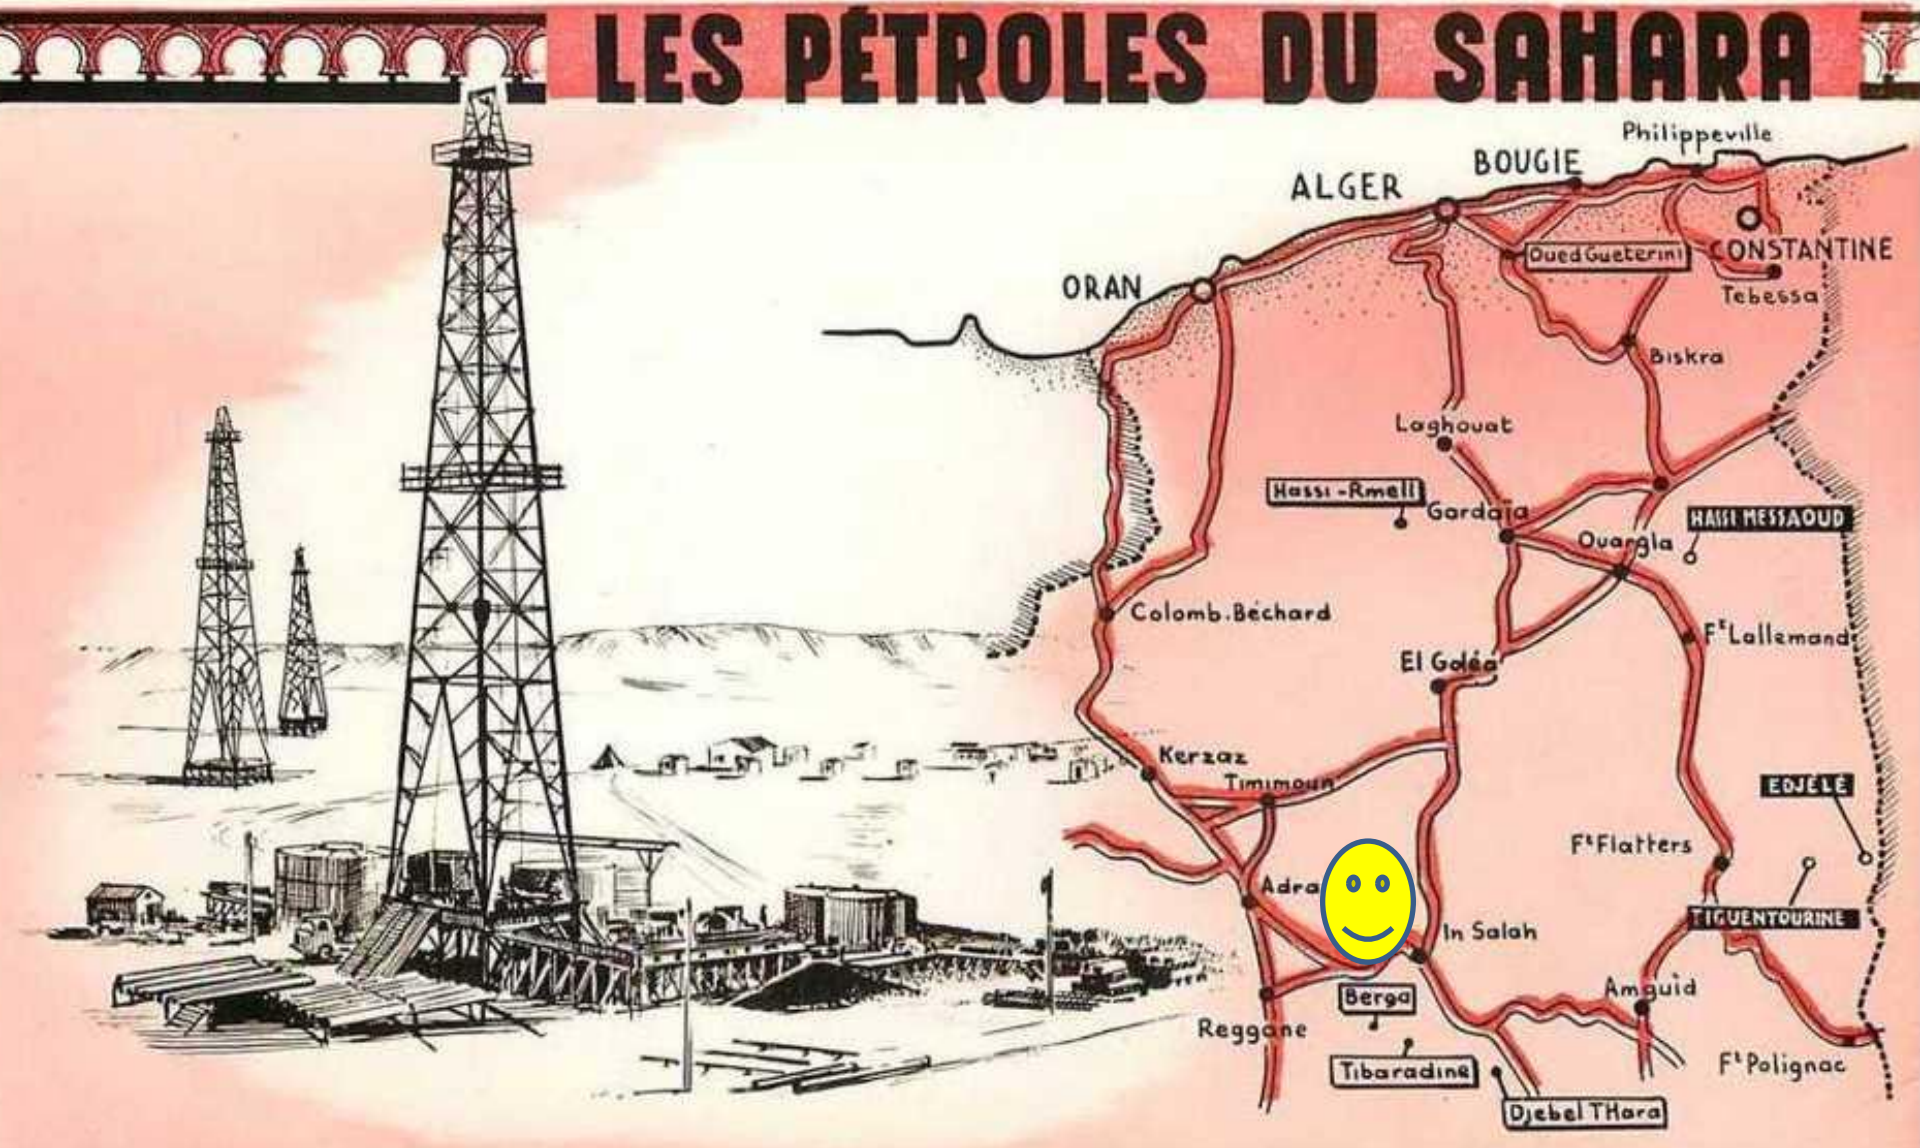 LES PÉTROLES DU SAHARA
Philippeville
BOUGIE
ALGER
Oued Gueterini
CONSTANTINE
ORAN
Tebessa
Biskra
Laghouat
Hassi-Rmell
Gardaïa
HASSI MESSAOUD
Ouargla
Colomb.Béchard
Ft Lallemand
El Goléa
Kerzaz
Timimoun
EDJÉLÉ
Ft Flatters
Adra
TIGUENTOURINE
In Salah
Amguid
Berga
Reggane
Ft Polignac
Tibaradine
Djebel THara